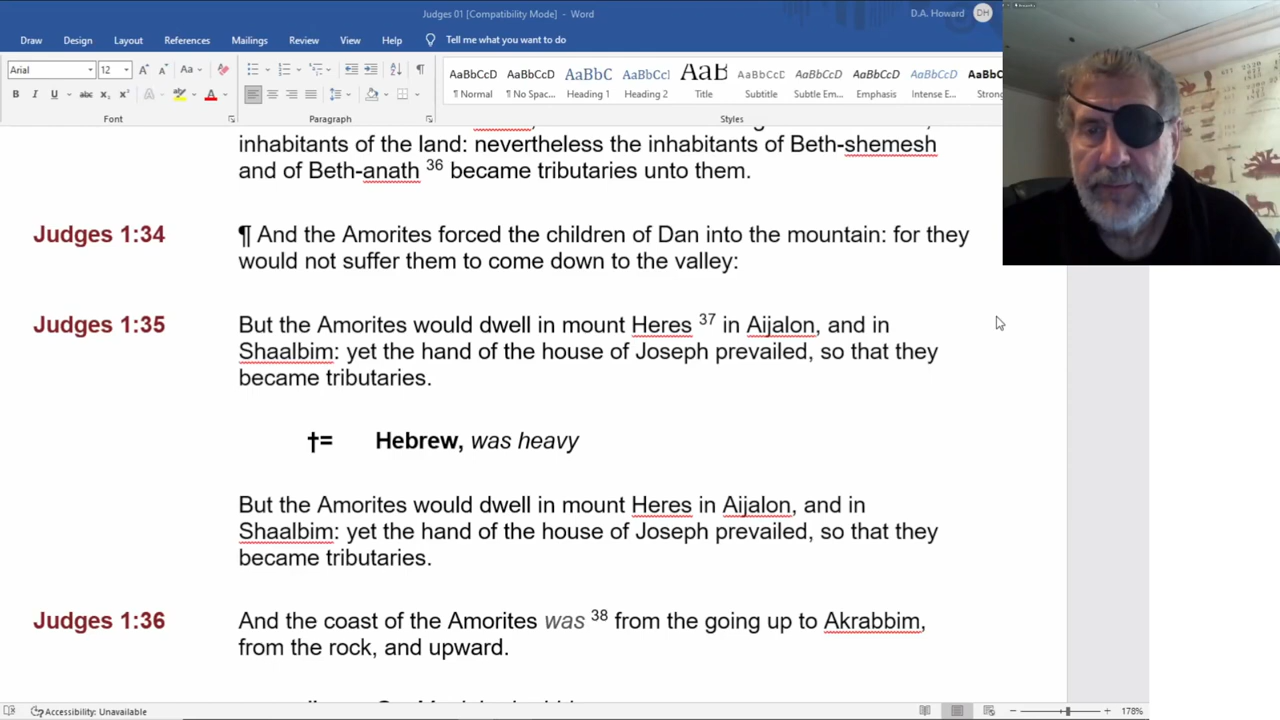 Judges 01 [Compatibility Mode] - Word
D.A. Howard DH
Draw Design Layout References Mailings Review View Help Tell me what you want to do
Arial 12 Aa
AaBbCcD AaBbCcD AaBbC AaBbCcI AaB AaBbCcD AaBbCcD AaBbCcD AaBbCcD AaBbC
B I U abc x₂ x² A A
¶ Normal ¶ No Spac... Heading 1 Heading 2 Title Subtitle Subtle Em... Emphasis Intense E... Strong
Font Paragraph Styles
inhabitants of the land: nevertheless the inhabitants of Beth-shemesh
and of Beth-anath 36 became tributaries unto them.
Judges 1:34 ¶ And the Amorites forced the children of Dan into the mountain: for they
would not suffer them to come down to the valley:
Judges 1:35 But the Amorites would dwell in mount Heres 37 in Aijalon, and in
Shaalbim: yet the hand of the house of Joseph prevailed, so that they
became tributaries.
†= Hebrew, was heavy
But the Amorites would dwell in mount Heres in Aijalon, and in
Shaalbim: yet the hand of the house of Joseph prevailed, so that they
became tributaries.
Judges 1:36 And the coast of the Amorites was 38 from the going up to Akrabbim,
from the rock, and upward.
Accessibility: Unavailable 178%